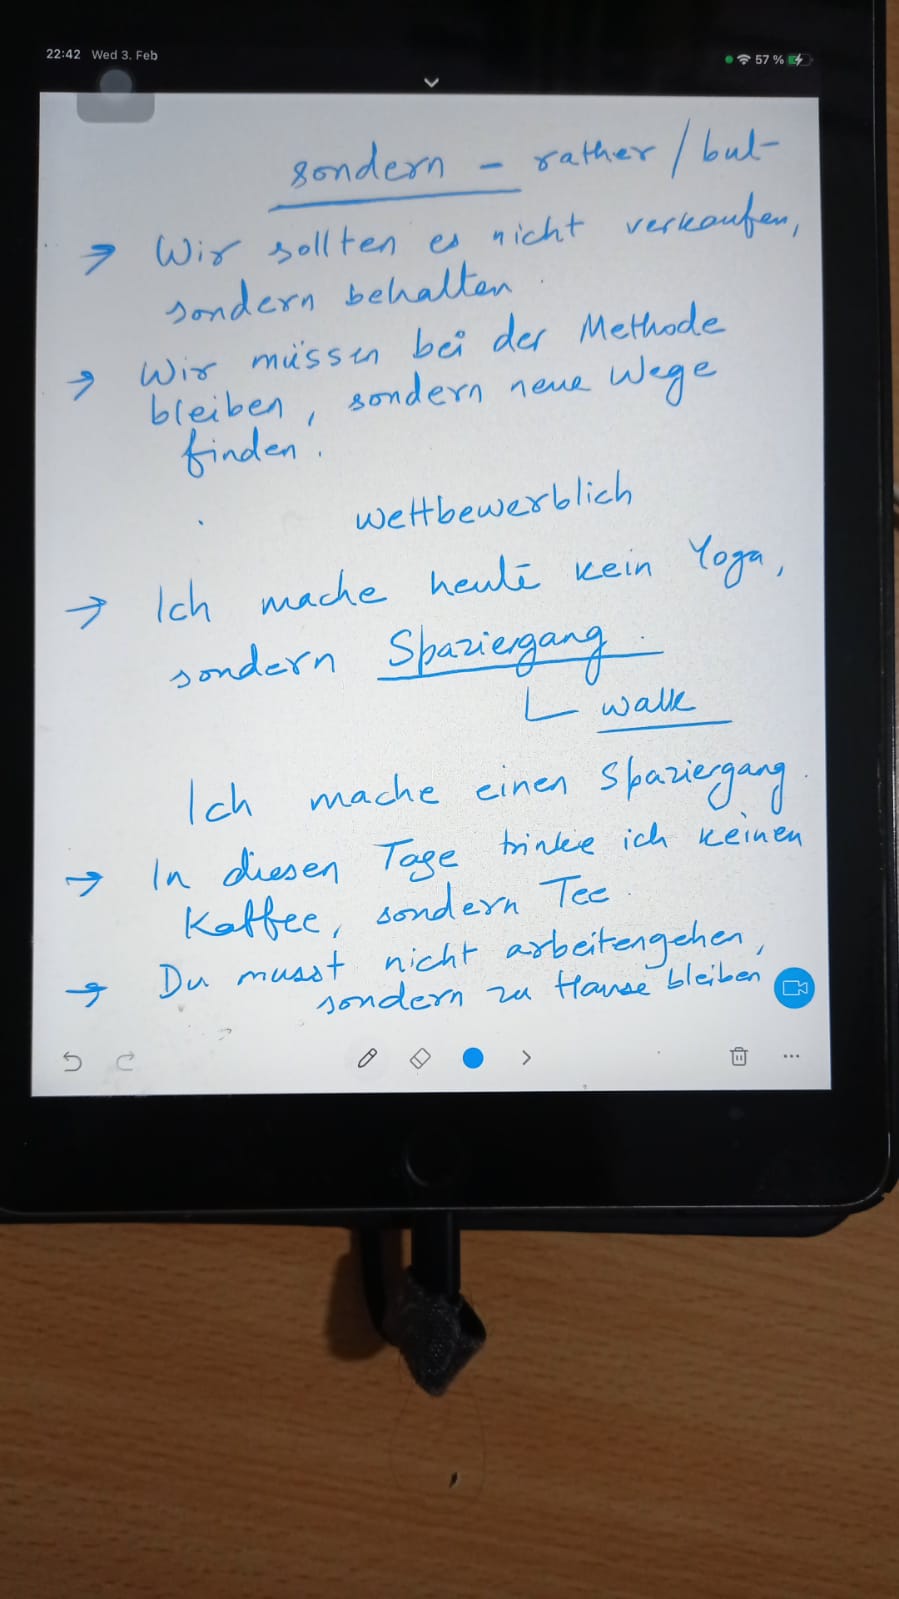 22:42 Wed 3. Feb
57 %
sondern - rather / but
→ Wir sollten es nicht verkaufen,
sondern behalten.
→ Wir müssen bei der Methode
bleiben, sondern neue Wege
finden.
wettbewerblich
→ Ich mache heute kein Yoga,
sondern Spaziergang.
walk
Ich mache einen Spaziergang.
→ In diesen Tage trinke ich keinen
Kaffee, sondern Tee.
→ Du musst nicht arbeitengehen,
sondern zu Hause bleiben